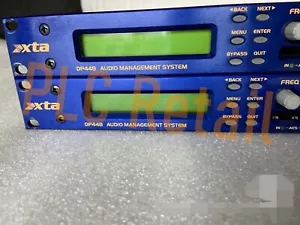 ◄BACK NEXT►
MENU ENTER
xta
BYPASS QUIT
FREQ
DP448 AUDIO MANAGEMENT SYSTEM
◄BACK NEXT►
MENU ENTER
xta
BYPASS QUIT
FREQ
DP448 AUDIO MANAGEMENT SYSTEM
PLC Retail